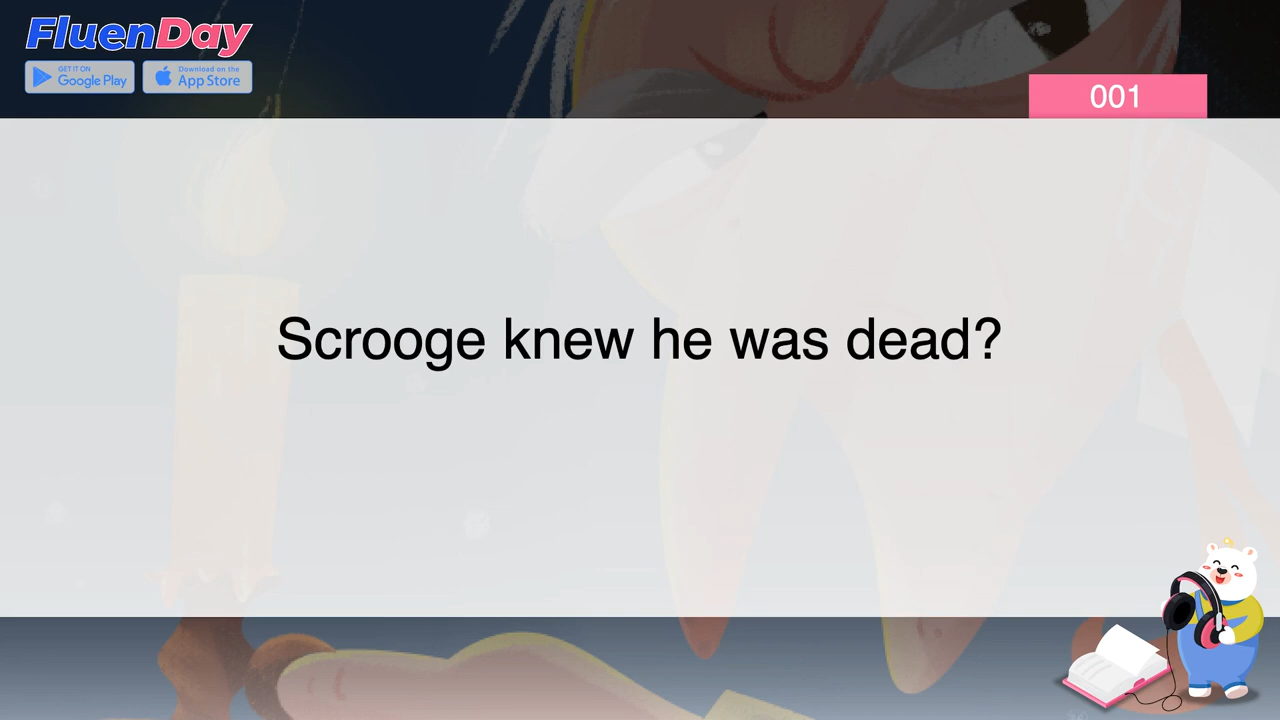 FluenDay
GET IT ON
Google Play
Download on the
App Store
001
Scrooge knew he was dead?